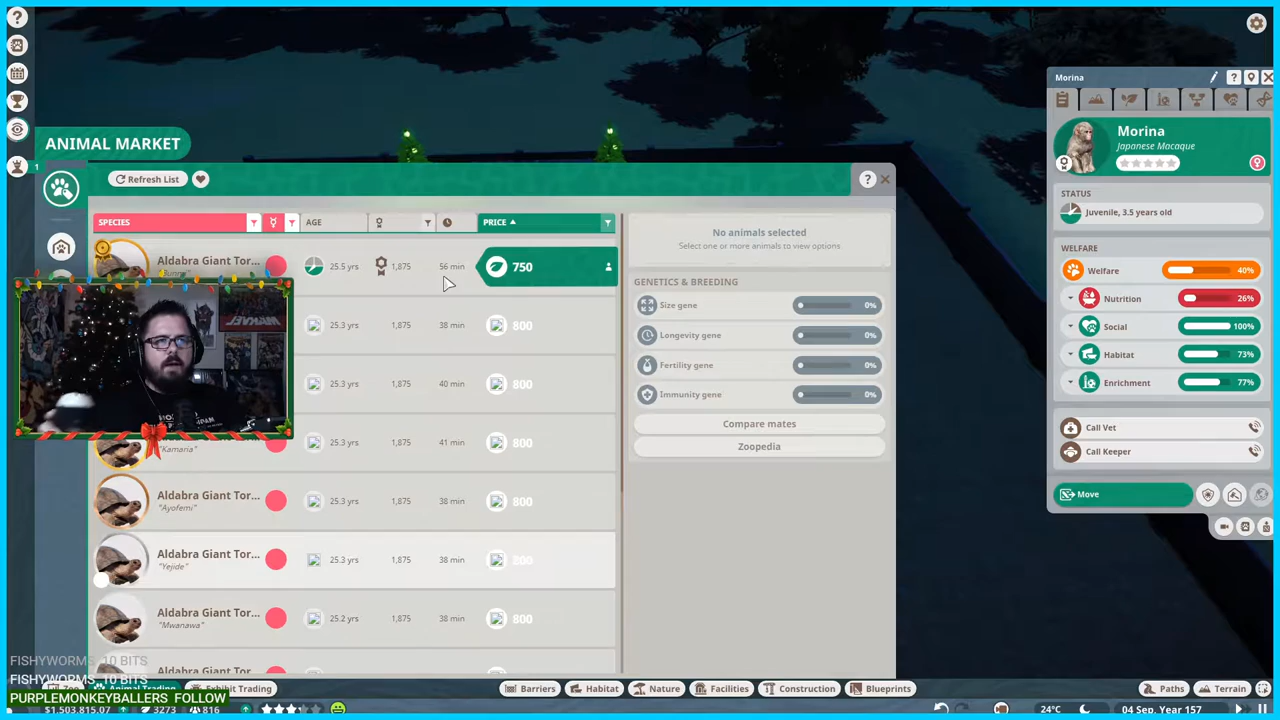 ANIMAL MARKET
Refresh List
SPECIES AGE PRICE
Aldabra Giant Tor... 25.5 yrs 1,875 56 min 750
25.3 yrs 1,875 38 min 800
25.3 yrs 1,875 40 min 800
"Kamaria" 25.3 yrs 1,875 41 min 800
Aldabra Giant Tor...
"Ayofemi" 25.3 yrs 1,875 38 min 800
Aldabra Giant Tor...
"Yejide" 25.3 yrs 1,875 38 min 800
Aldabra Giant Tor...
"Mwanawa" 25.2 yrs 1,875 38 min 800
Aldabra Giant Tor...
No animals selected
Select one or more animals to view options
GENETICS & BREEDING
Size gene 0%
Longevity gene 0%
Fertility gene 0%
Immunity gene 0%
Compare mates
Zoopedia
Morina
Morina
Japanese Macaque
STATUS
Juvenile, 3.5 years old
WELFARE
Welfare 40%
Nutrition 26%
Social 100%
Habitat 73%
Enrichment 77%
Call Vet
Call Keeper
Move
1
FISHYWORMS 10 BITS
FISHYWORMS 10 BITS
PURPLEMONKEYBALLERS FOLLOW
Animal Trading Exhibit Trading
Barriers Habitat Nature Facilities Construction Blueprints Paths Terrain
$1,503,815.07 3273 816 24°C 04 Sep, Year 157